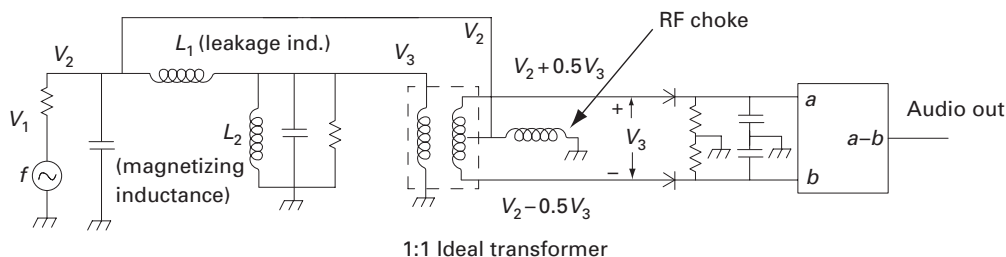 RF choke
V2
L1 (leakage ind.)
V2
V3
V2+0.5V3
V1
L2
+
V3
−
a
a–b
b
Audio out
f
(magnetizing
inductance)
V2−0.5V3
1:1 Ideal transformer